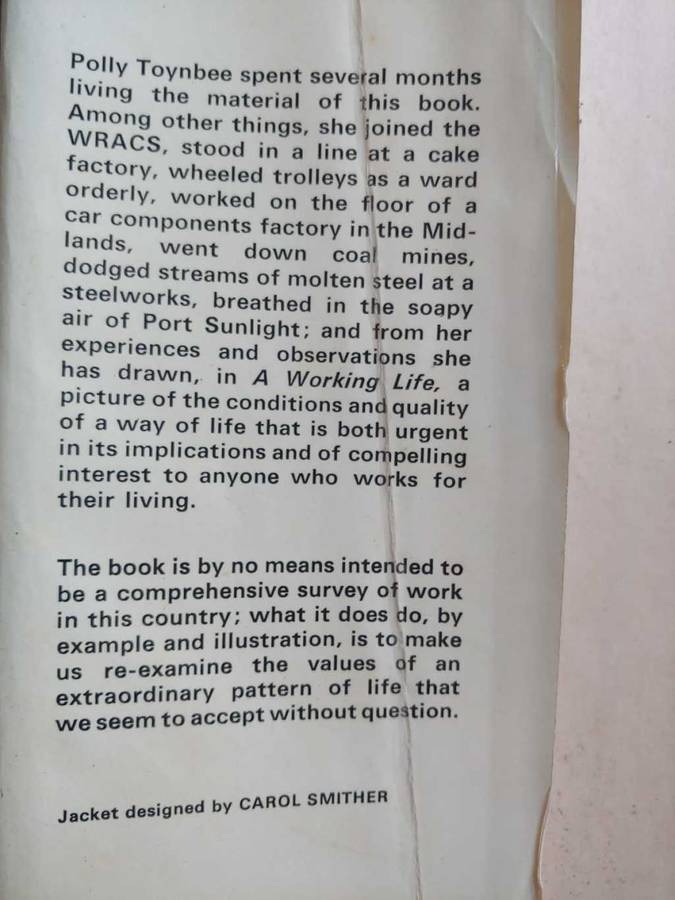 Polly Toynbee spent several months
living the material of this book.
Among other things, she joined the
WRACS, stood in a line at a cake
factory, wheeled trolleys as a ward
orderly, worked on the floor of a
car components factory in the Mid-
lands, went down coal mines,
dodged streams of molten steel at a
steelworks, breathed in the soapy
air of Port Sunlight; and from her
experiences and observations she
has drawn, in A Working Life, a
picture of the conditions and quality
of a way of life that is both urgent
in its implications and of compelling
interest to anyone who works for
their living.
The book is by no means intended to
be a comprehensive survey of work
in this country; what it does do, by
example and illustration, is to make
us re-examine the values of an
extraordinary pattern of life that
we seem to accept without question.
Jacket designed by CAROL SMITHER